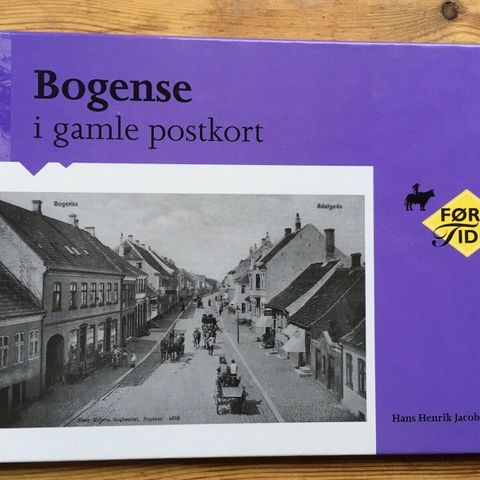 Bogense
i gamle postkort
Bogense
Adelgade
FØR
TID
Hans Henrik Jacob